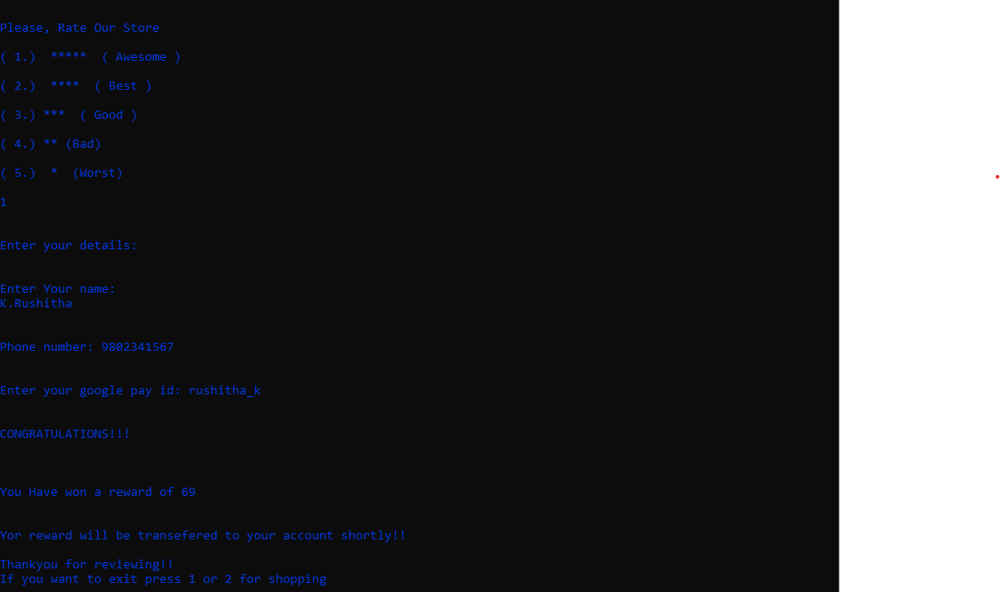 Please, Rate Our Store
( 1.)  *****  ( Awesome )
( 2.)  ****  ( Best )
( 3.) ***  ( Good )
( 4.) ** (Bad)
( 5.)  *  (Worst)
1
Enter your details:
Enter Your name:
K.Rushitha
Phone number: 9802341567
Enter your google pay id: rushitha_k
CONGRATULATIONS!!!
You Have won a reward of 69
Yor reward will be transefered to your account shortly!!
Thankyou for reviewing!!
If you want to exit press 1 or 2 for shopping